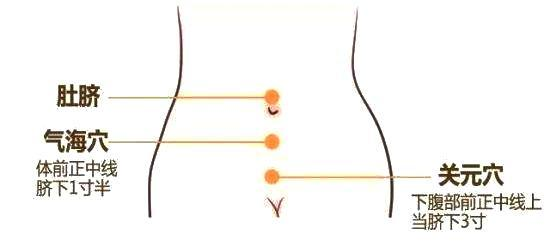 肚脐
气海穴
体前正中线
脐下1寸半
关元穴
下腹部前正中线上
当脐下3寸